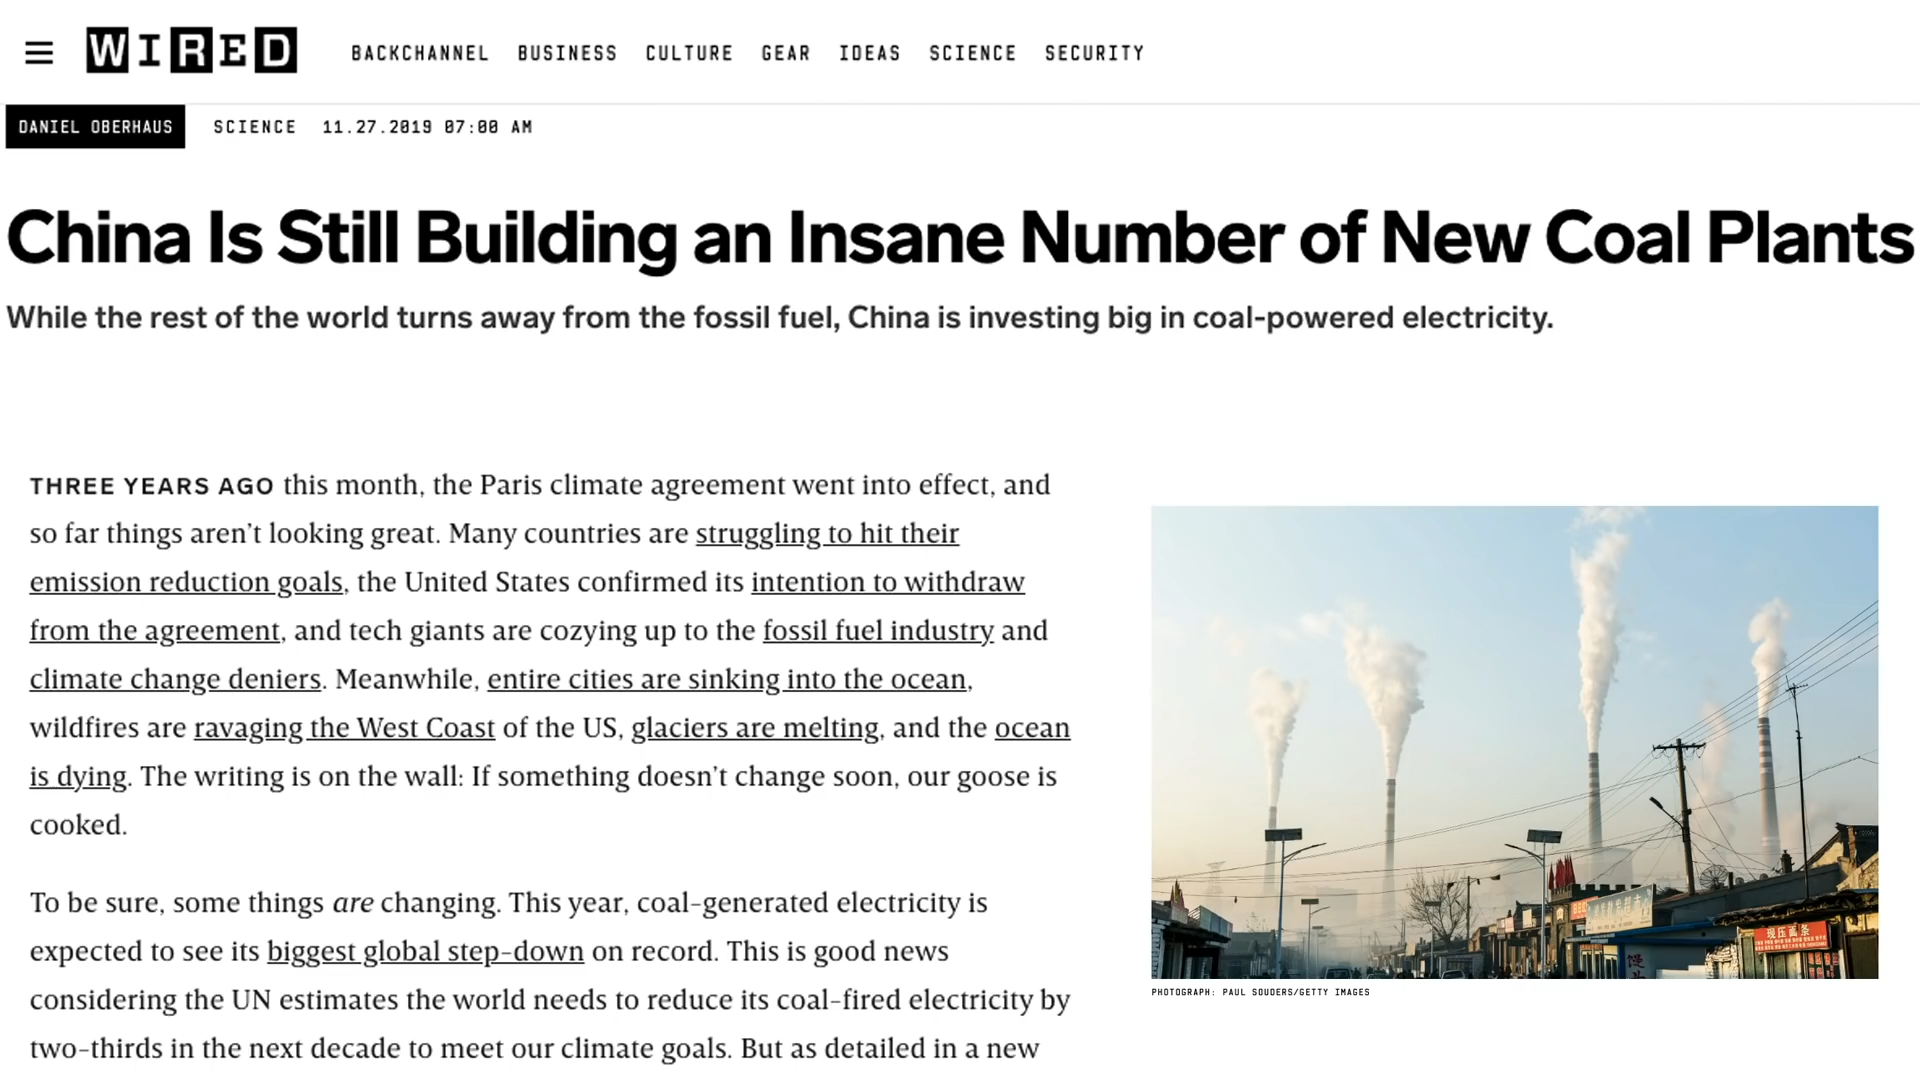 WIRED
BACKCHANNEL BUSINESS CULTURE GEAR IDEAS SCIENCE SECURITY
DANIEL OBERHAUS SCIENCE 11.27.2019 07:00 AM
China Is Still Building an Insane Number of New Coal Plants
While the rest of the world turns away from the fossil fuel, China is investing big in coal-powered electricity.
THREE YEARS AGO this month, the Paris climate agreement went into effect, and
so far things aren’t looking great. Many countries are struggling to hit their
emission reduction goals, the United States confirmed its intention to withdraw
from the agreement, and tech giants are cozying up to the fossil fuel industry and
climate change deniers. Meanwhile, entire cities are sinking into the ocean,
wildfires are ravaging the West Coast of the US, glaciers are melting, and the ocean
is dying. The writing is on the wall: If something doesn’t change soon, our goose is
cooked.
To be sure, some things are changing. This year, coal-generated electricity is
expected to see its biggest global step-down on record. This is good news
considering the UN estimates the world needs to reduce its coal-fired electricity by
two-thirds in the next decade to meet our climate goals. But as detailed in a new
现压面条
PHOTOGRAPH: PAUL SOUDERS/GETTY IMAGES